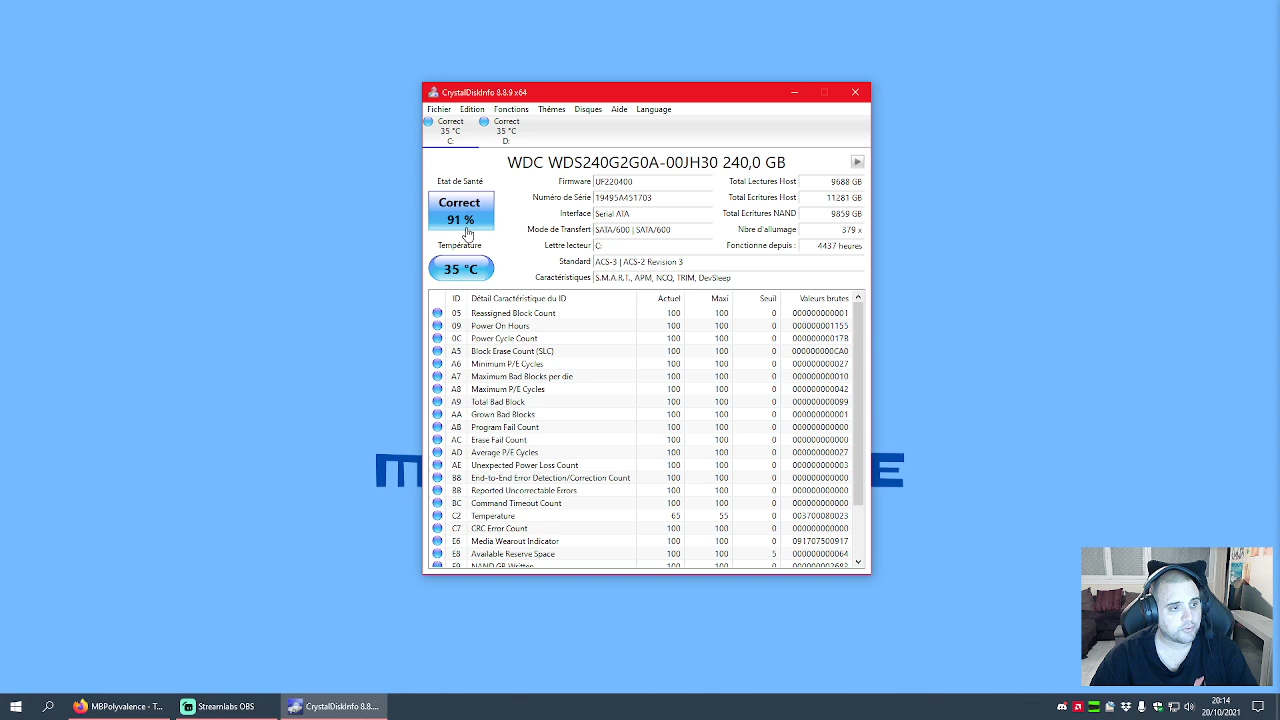 CrystalDiskInfo 8.8.9 x64
Fichier Edition Fonctions Thèmes Disques Aide Language
Correct Correct
35 °C 35 °C
C: D:
WDC WDS240G2G0A-00JH30 240,0 GB
Etat de Santé
Correct
91 %
Température
35 °C
Firmware UF220400
Numéro de Série 19495A451703
Interface Serial ATA
Mode de Transfert SATA/600 | SATA/600
Lettre lecteur C:
Standard ACS-3 | ACS-2 Revision 3
Caractéristiques S.M.A.R.T., APM, NCQ, TRIM, DevSleep
Total Lectures Host 9688 GB
Total Ecritures Host 11281 GB
Total Ecritures NAND 9859 GB
Nbre d'allumage 379 x
Fonctionne depuis : 4437 heures
ID Détail Caractéristique du ID Actuel Maxi Seuil Valeurs brutes
05 Reassigned Block Count 100 100 0 000000000001
09 Power On Hours 100 100 0 000000001155
0C Power Cycle Count 100 100 0 00000000017B
A5 Block Erase Count (SLC) 100 100 0 000000000CA0
A6 Minimum P/E Cycles 100 100 0 000000000027
A7 Maximum Bad Blocks per die 100 100 0 000000000010
A8 Maximum P/E Cycles 100 100 0 000000000042
A9 Total Bad Block 100 100 0 000000000099
AA Grown Bad Blocks 100 100 0 000000000001
AB Program Fail Count 100 100 0 000000000000
AC Erase Fail Count 100 100 0 000000000000
AD Average P/E Cycles 100 100 0 000000000027
AE Unexpected Power Loss Count 100 100 0 000000000003
B8 End-to-End Error Detection/Correction Count 100 100 0 000000000000
BB Reported Uncorrectable Errors 100 100 0 000000000000
BC Command Timeout Count 100 100 0 000000000000
C2 Temperature 65 55 0 003700080023
C7 CRC Error Count 100 100 0 000000000000
E6 Media Wearout Indicator 100 100 0 091707500917
E8 Available Reserve Space 100 100 5 000000000064
E9 NAND GB Written 100 100 0 000000002683
M E
MBPolyvalence - T... Streamlabs OBS CrystalDiskInfo 8.8....
20:14
20/10/2021